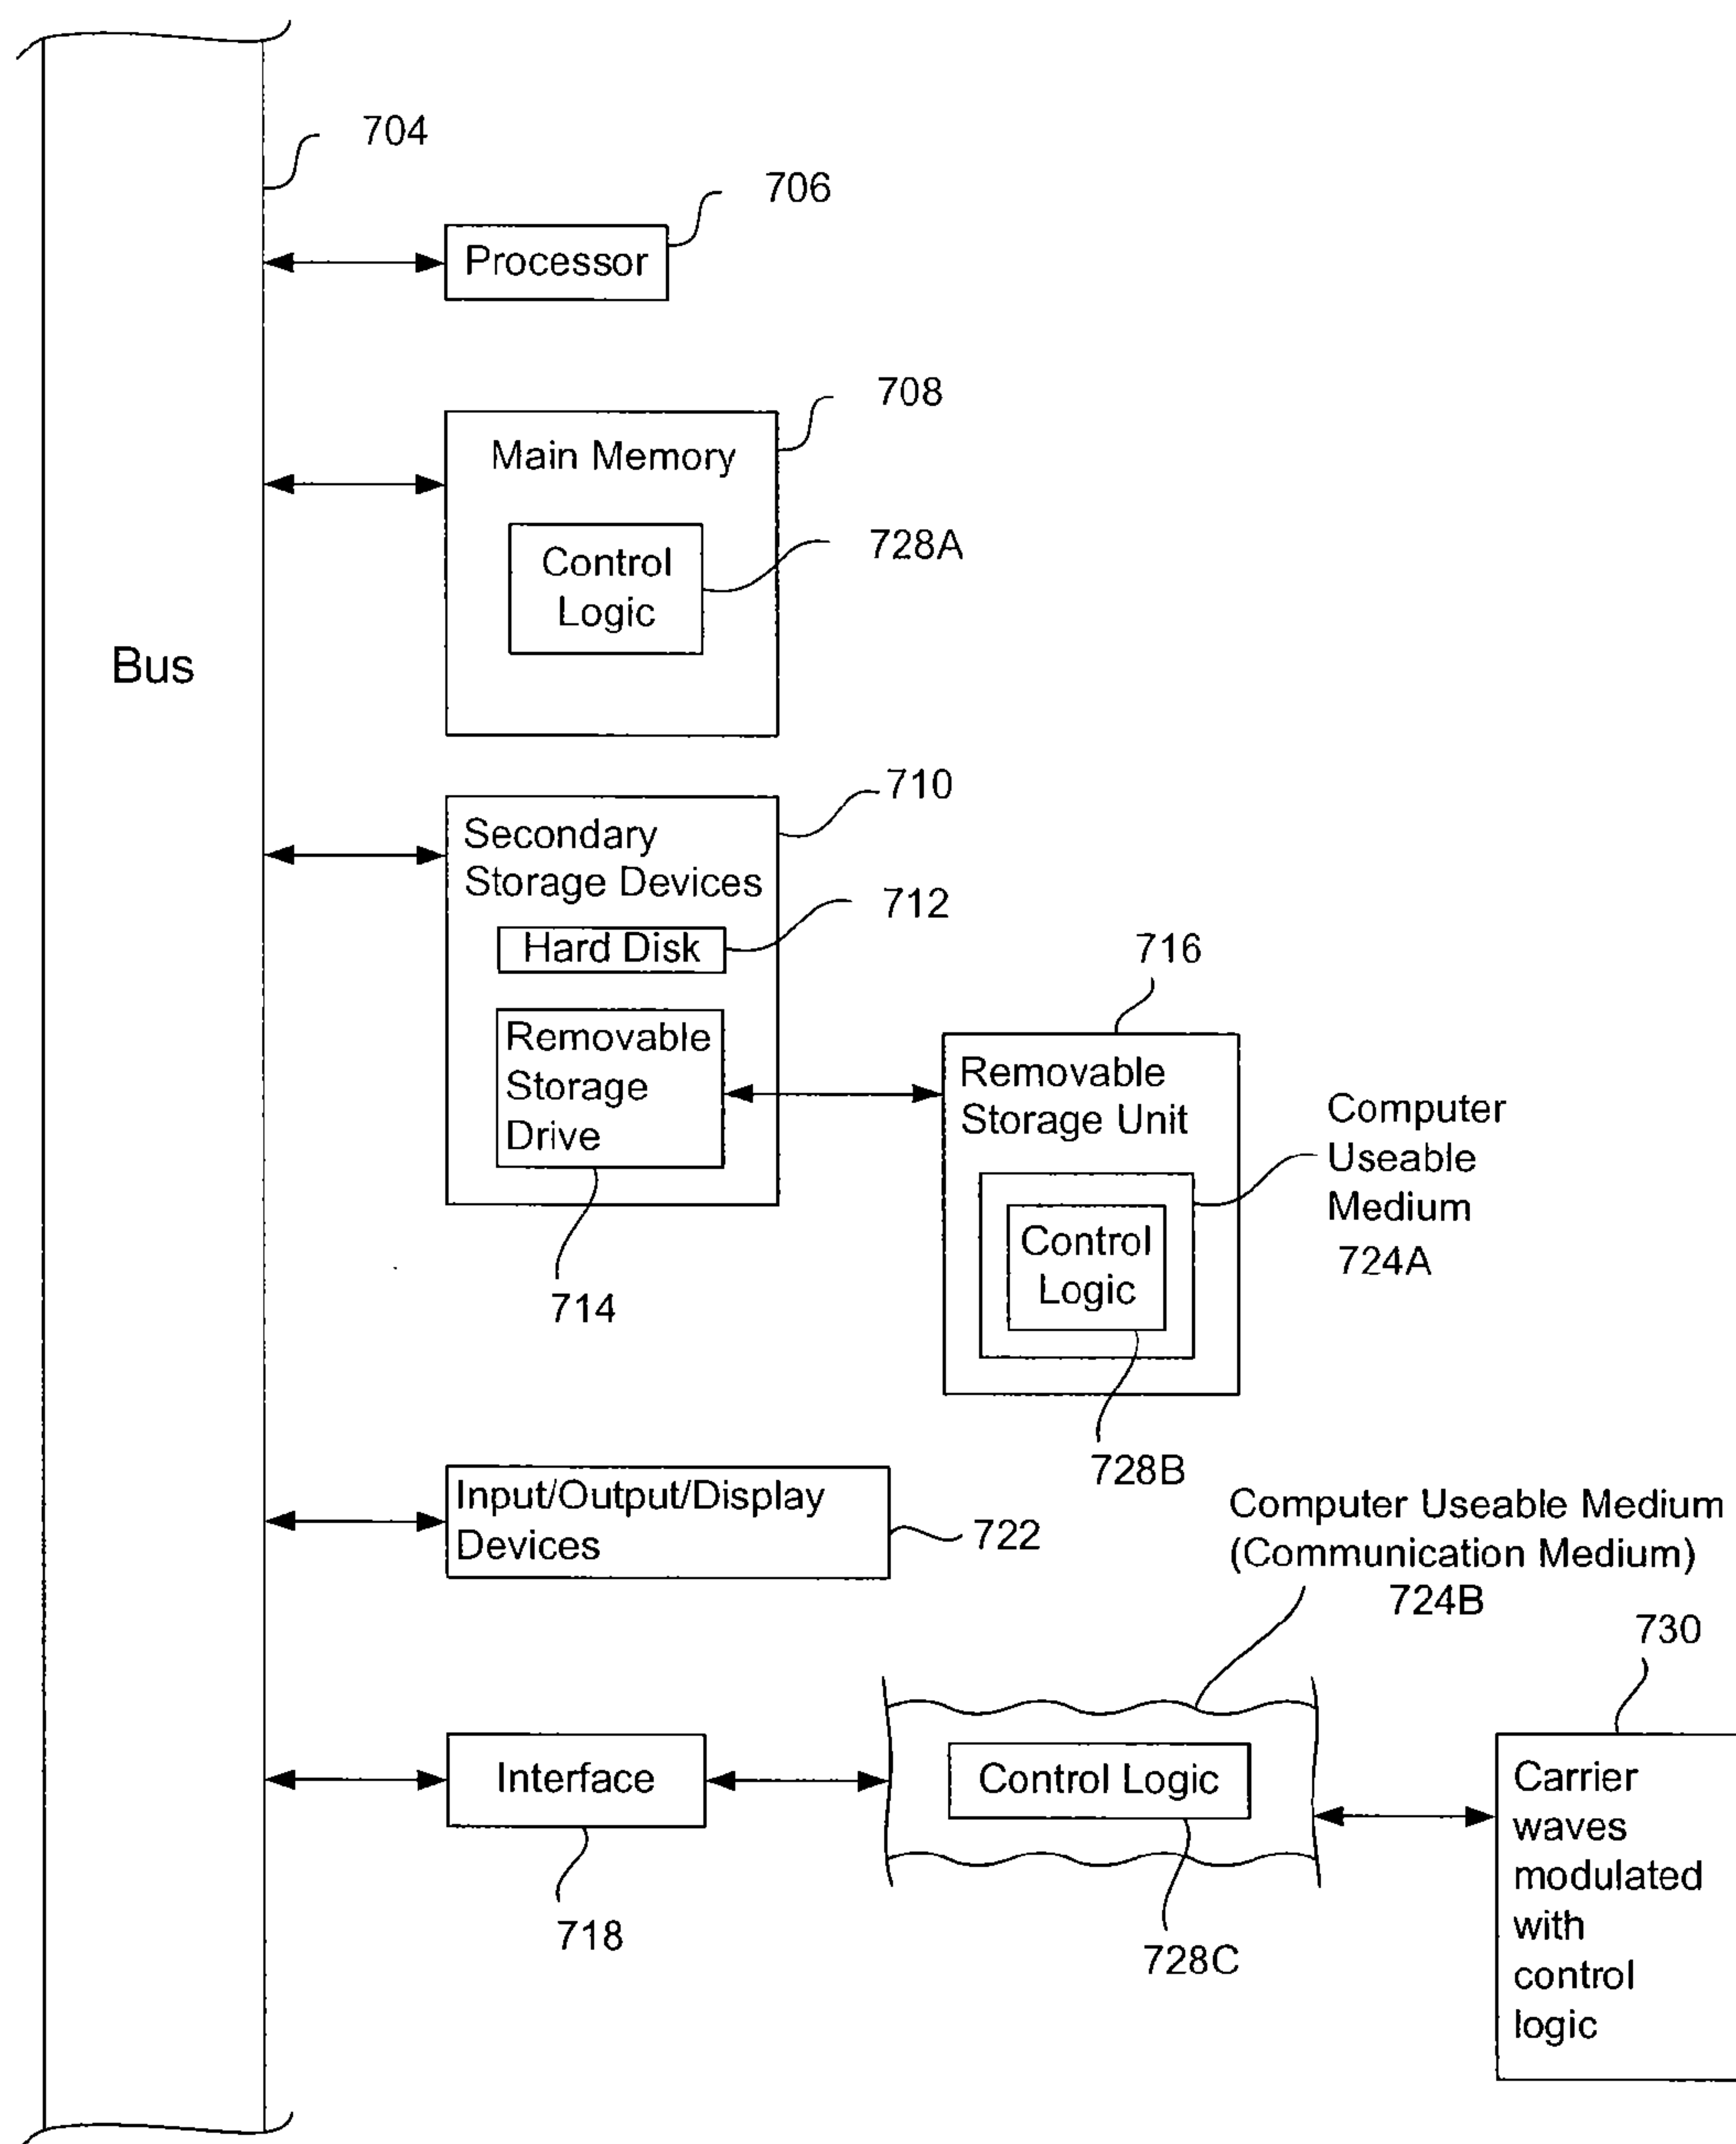 704
706
Processor
708
Main Memory
728A
Control
Logic
Bus
710
Secondary
Storage Devices
712
Hard Disk
716
Removable
Storage
Drive
Removable
Storage Unit
Computer
Useable
Medium
724A
Control
Logic
714
728B
Input/Output/Display
Devices
722
Computer Useable Medium
(Communication Medium)
724B
730
Interface
Control Logic
Carrier
waves
modulated
with
control
logic
718
728C